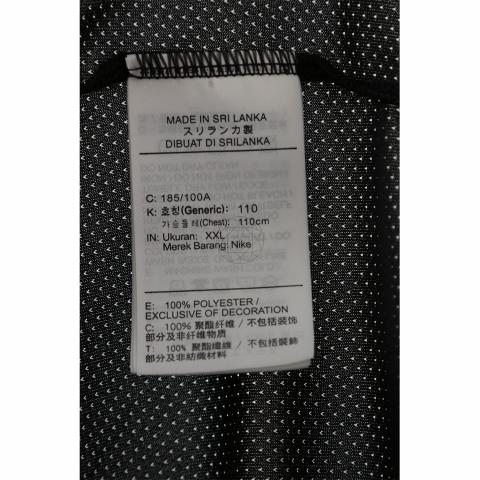 MADE IN SRI LANKA
スリランカ製
DIBUAT DI SRILANKA
C: 185/100A
K: 호칭(Generic): 110
가슴둘레(Chest): 110cm
IN: Ukuran: XXL
Merek Barang: Nike
E: 100% POLYESTER /
EXCLUSIVE OF DECORATION
C: 100% 聚酯纤维 / 不包括装饰
部分及非纤维物质
T: 100% 聚酯纖維 / 不包括裝飾
部分及非紡織材料